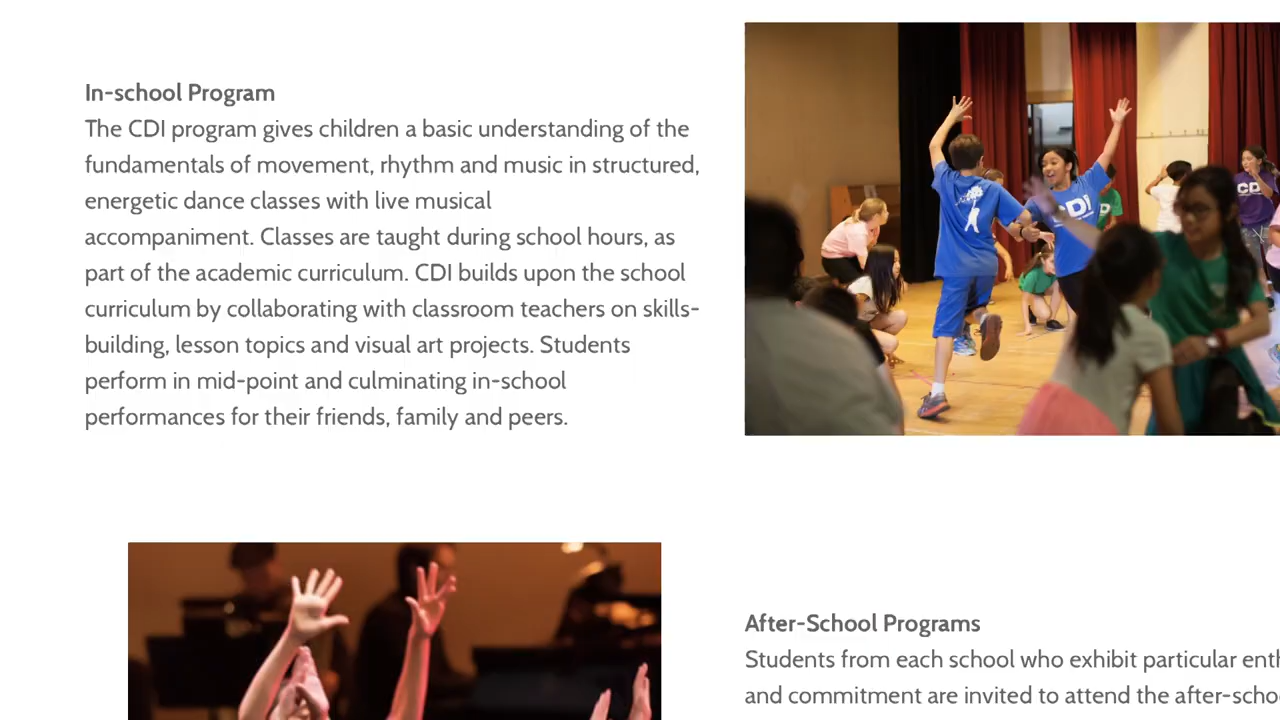 In-school Program
The CDI program gives children a basic understanding of the
fundamentals of movement, rhythm and music in structured,
energetic dance classes with live musical
accompaniment. Classes are taught during school hours, as
part of the academic curriculum. CDI builds upon the school
curriculum by collaborating with classroom teachers on skills-
building, lesson topics and visual art projects. Students
perform in mid-point and culminating in-school
performances for their friends, family and peers.
CDI
After-School Programs
Students from each school who exhibit particular
and commitment are invited to attend the